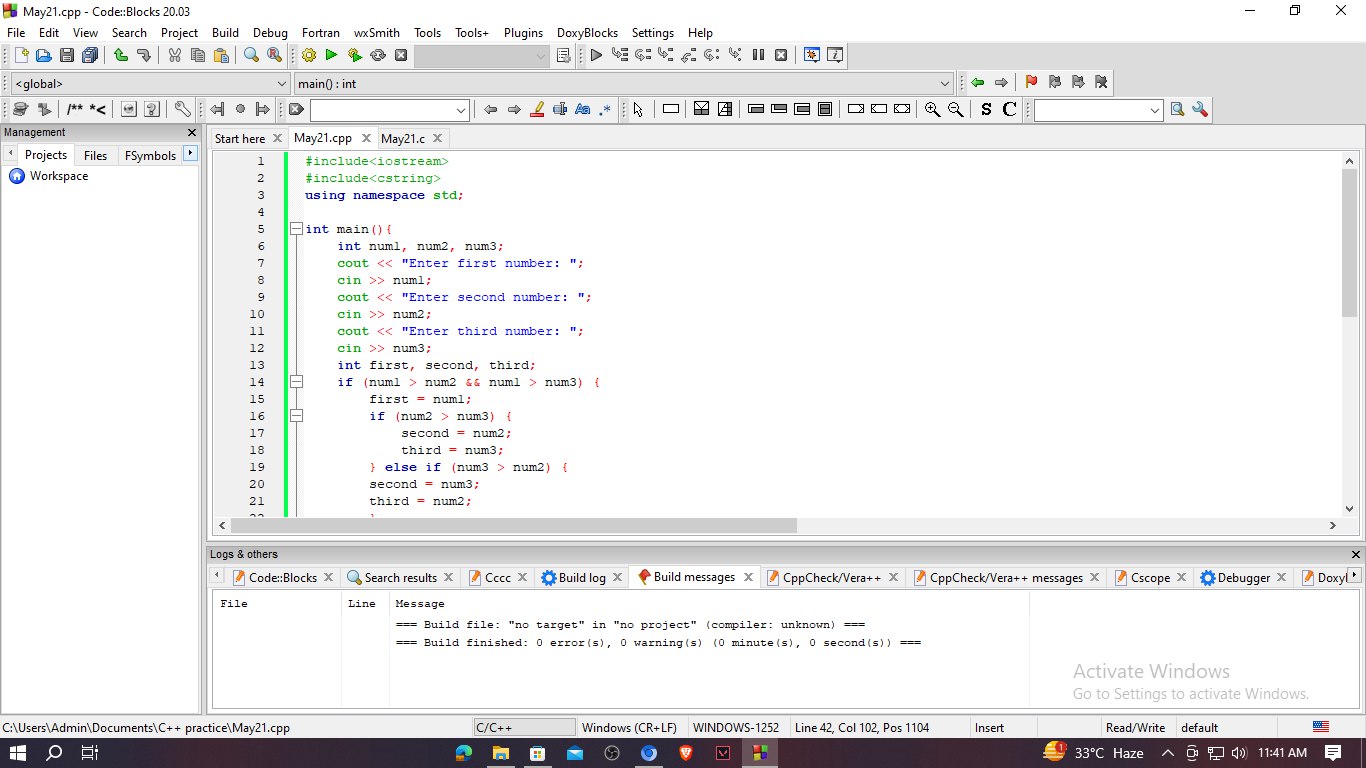 May21.cpp - Code::Blocks 20.03
File Edit View Search Project Build Debug Fortran wxSmith Tools Tools+ Plugins DoxyBlocks Settings Help
<global> main() : int
/** *< Aa .* S C
Management
Projects Files FSymbols
Workspace
Start here May21.cpp May21.c
1 #include<iostream>
2 #include<cstring>
3 using namespace std;
4
5 int main(){
6 int num1, num2, num3;
7 cout << "Enter first number: ";
8 cin >> num1;
9 cout << "Enter second number: ";
10 cin >> num2;
11 cout << "Enter third number: ";
12 cin >> num3;
13 int first, second, third;
14 if (num1 > num2 && num1 > num3) {
15 first = num1;
16 if (num2 > num3) {
17 second = num2;
18 third = num3;
19 } else if (num3 > num2) {
20 second = num3;
21 third = num2;
Logs & others
Code::Blocks Search results Cccc Build log Build messages CppCheck/Vera++ CppCheck/Vera++ messages Cscope Debugger Doxyl
File Line Message
=== Build file: "no target" in "no project" (compiler: unknown) ===
=== Build finished: 0 error(s), 0 warning(s) (0 minute(s), 0 second(s)) ===
Activate Windows
Go to Settings to activate Windows.
C:\Users\Admin\Documents\C++ practice\May21.cpp C/C++ Windows (CR+LF) WINDOWS-1252 Line 42, Col 102, Pos 1104 Insert Read/Write default
1 33°C Haze 11:41 AM